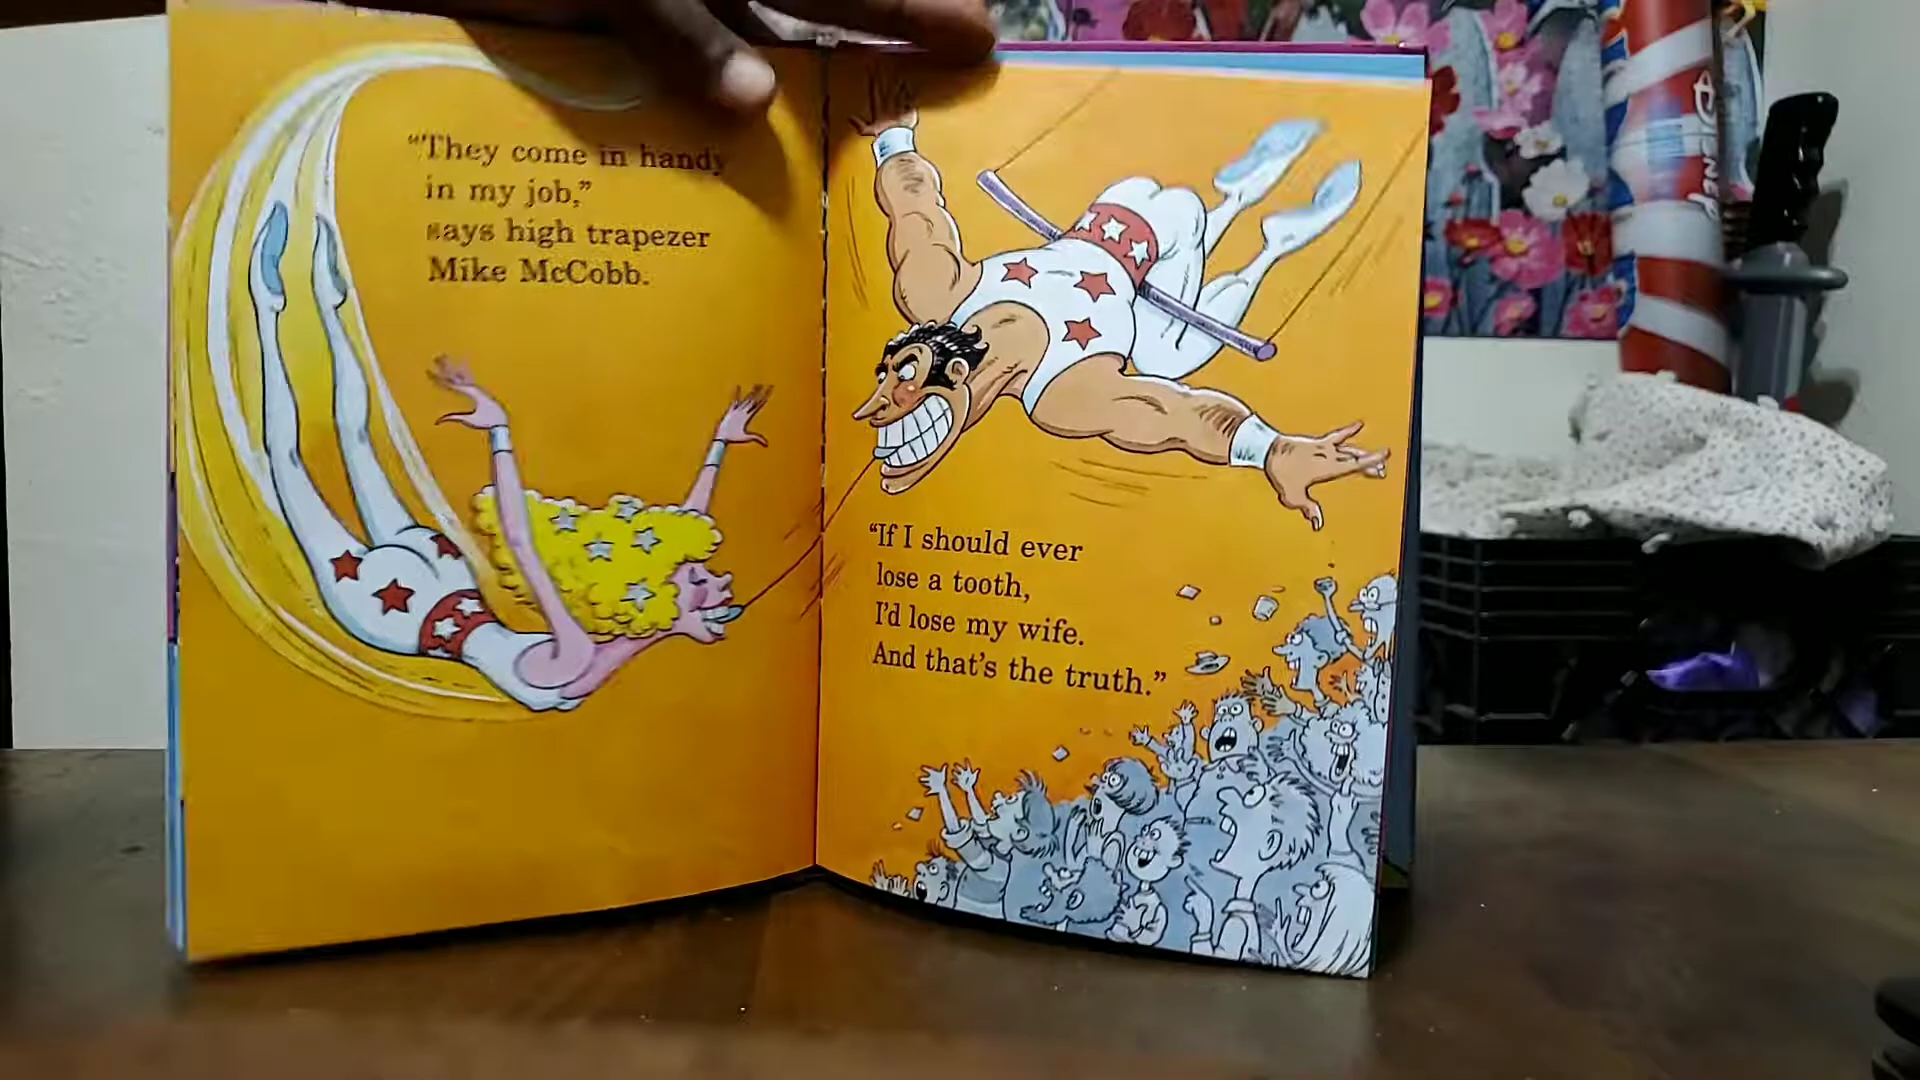 “They come in handy
in my job,”
says high trapezer
Mike McCobb.
“If I should ever
lose a tooth,
I’d lose my wife.
And that’s the truth.”
DISNEP